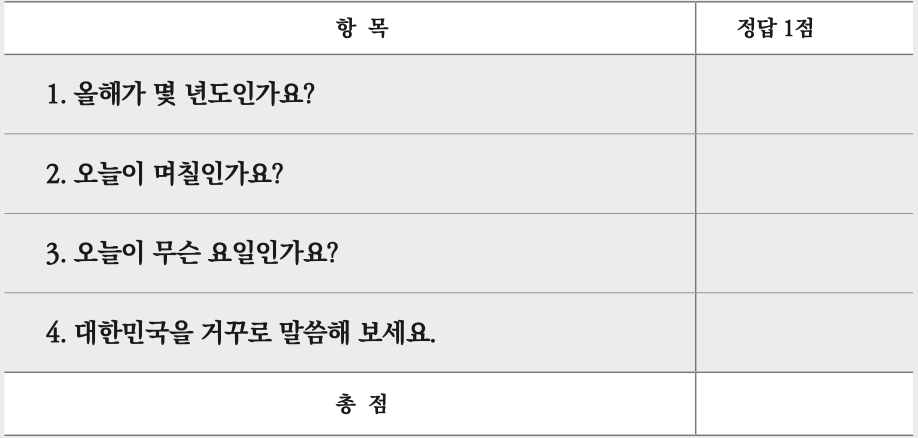 항 목 정답 1점
1. 올해가 몇 년도인가요?
2. 오늘이 며칠인가요?
3. 오늘이 무슨 요일인가요?
4. 대한민국을 거꾸로 말씀해 보세요.
총 점